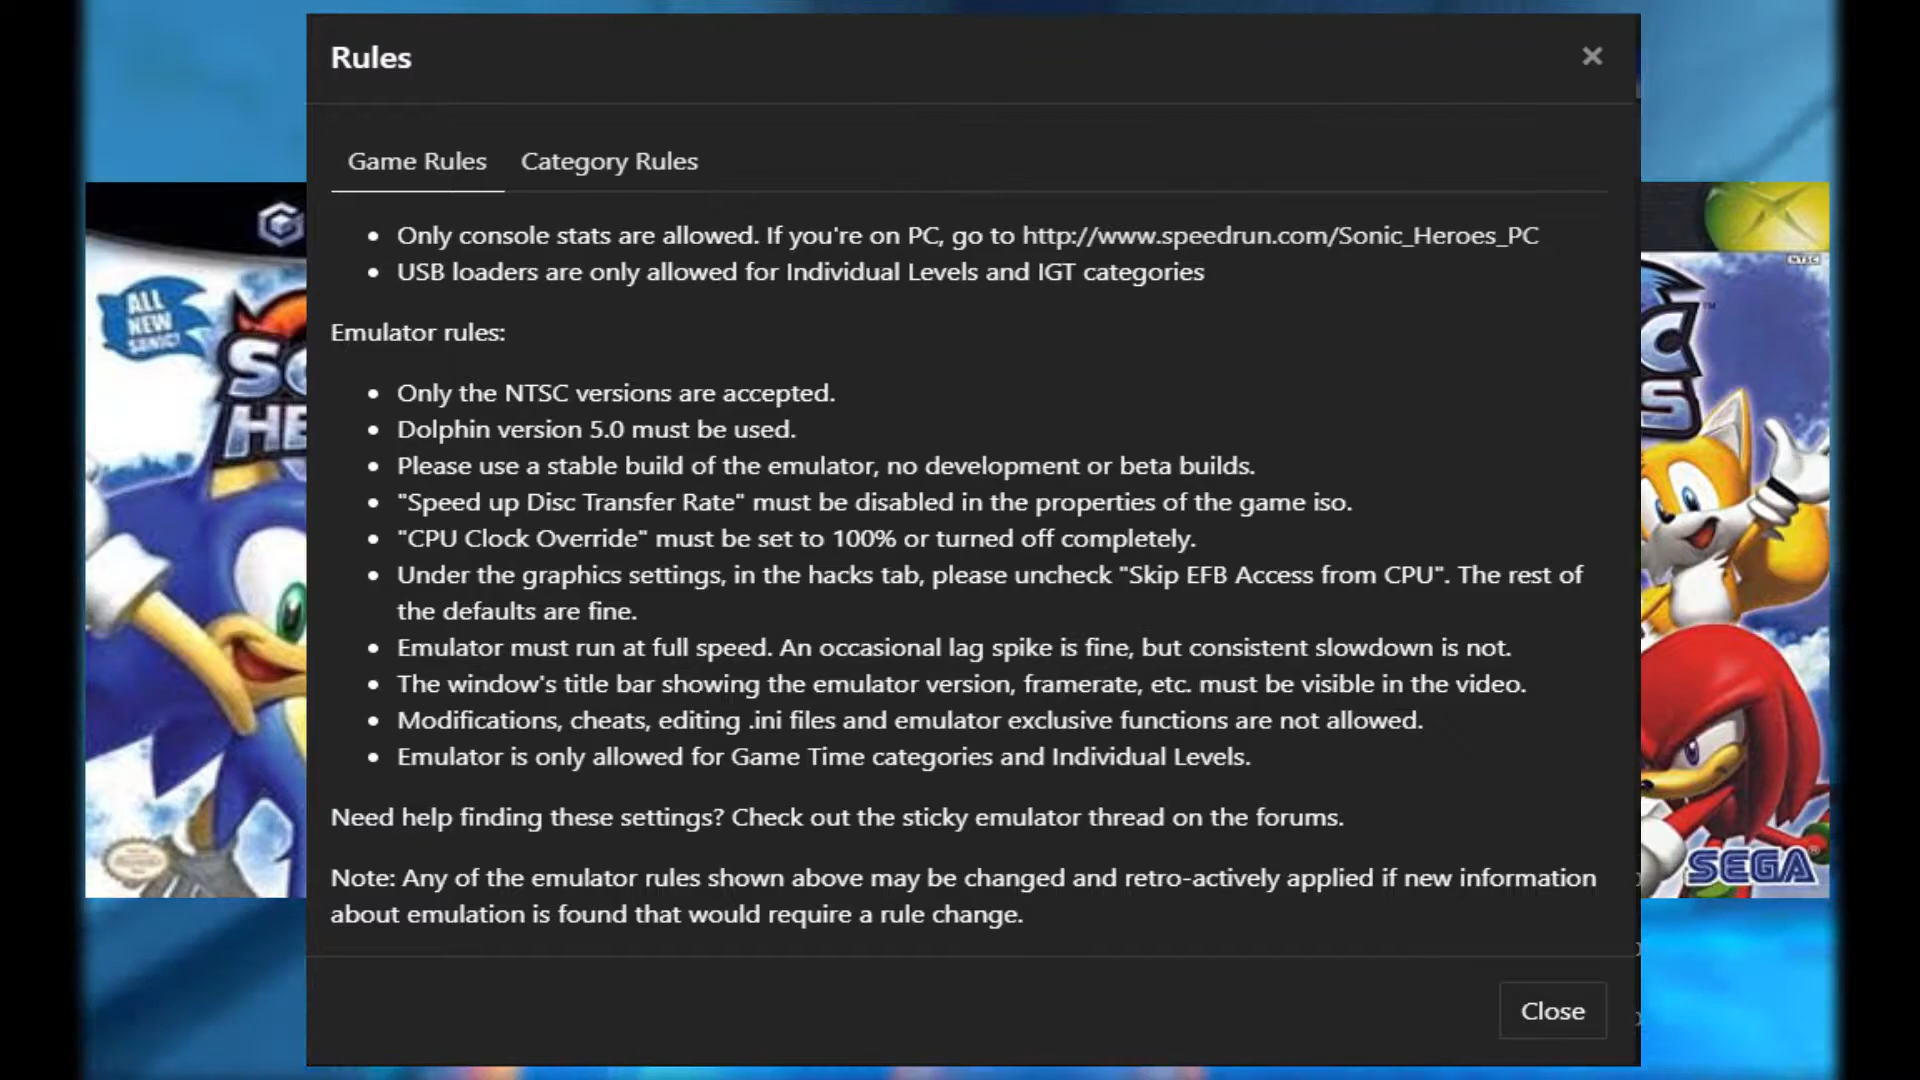 Rules
×
Game Rules Category Rules
• Only console stats are allowed. If you're on PC, go to http://www.speedrun.com/Sonic_Heroes_PC
• USB loaders are only allowed for Individual Levels and IGT categories
Emulator rules:
• Only the NTSC versions are accepted.
• Dolphin version 5.0 must be used.
• Please use a stable build of the emulator, no development or beta builds.
• "Speed up Disc Transfer Rate" must be disabled in the properties of the game iso.
• "CPU Clock Override" must be set to 100% or turned off completely.
• Under the graphics settings, in the hacks tab, please uncheck "Skip EFB Access from CPU". The rest of
the defaults are fine.
• Emulator must run at full speed. An occasional lag spike is fine, but consistent slowdown is not.
• The window's title bar showing the emulator version, framerate, etc. must be visible in the video.
• Modifications, cheats, editing .ini files and emulator exclusive functions are not allowed.
• Emulator is only allowed for Game Time categories and Individual Levels.
Need help finding these settings? Check out the sticky emulator thread on the forums.
Note: Any of the emulator rules shown above may be changed and retro-actively applied if new information
about emulation is found that would require a rule change.
Close
ALL
NEW
SONIC!
SO
HE
NTSC
IC
S
TM
SEGA®